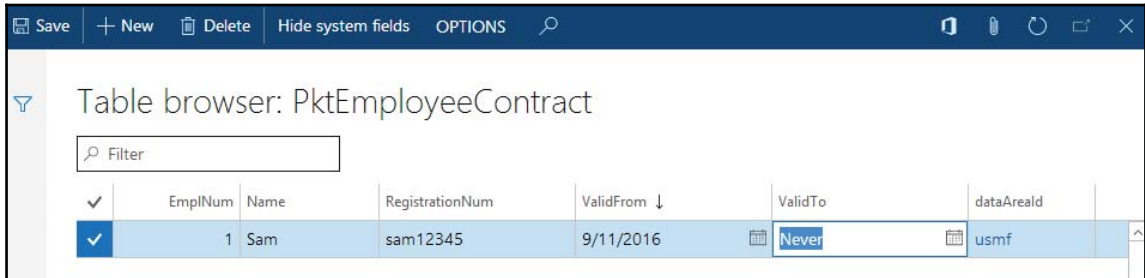 Save New Delete Hide system fields OPTIONS
Table browser: PktEmployeeContract
Filter
EmplNum Name RegistrationNum ValidFrom ↓ ValidTo dataAreaId
1 Sam sam12345 9/11/2016 Never usmf